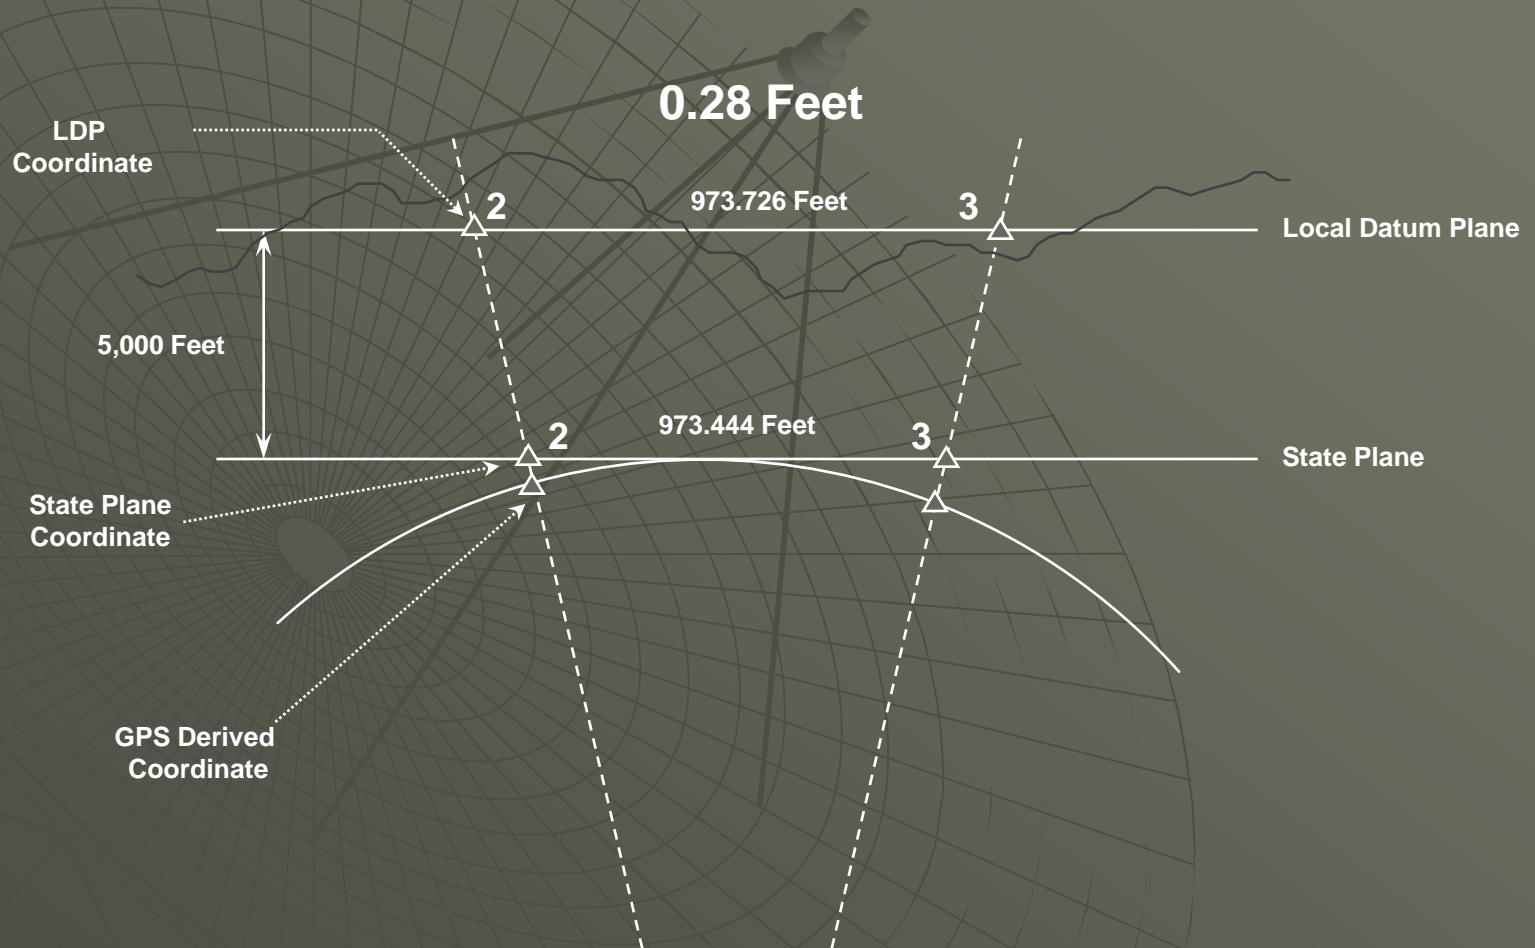 0.28 Feet
LDP
Coordinate
2
973.726 Feet
3
Local Datum Plane
5,000 Feet
2
973.444 Feet
3
State Plane
State Plane
Coordinate
GPS Derived
Coordinate